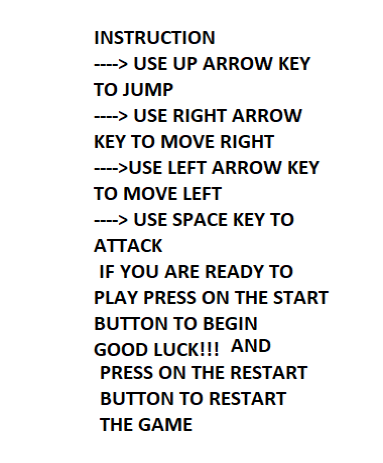 INSTRUCTION
----> USE UP ARROW KEY
TO JUMP
----> USE RIGHT ARROW
KEY TO MOVE RIGHT
---->USE LEFT ARROW KEY
TO MOVE LEFT
----> USE SPACE KEY TO
ATTACK
IF YOU ARE READY TO
PLAY PRESS ON THE START
BUTTON TO BEGIN
GOOD LUCK!!! AND
PRESS ON THE RESTART
BUTTON TO RESTART
THE GAME